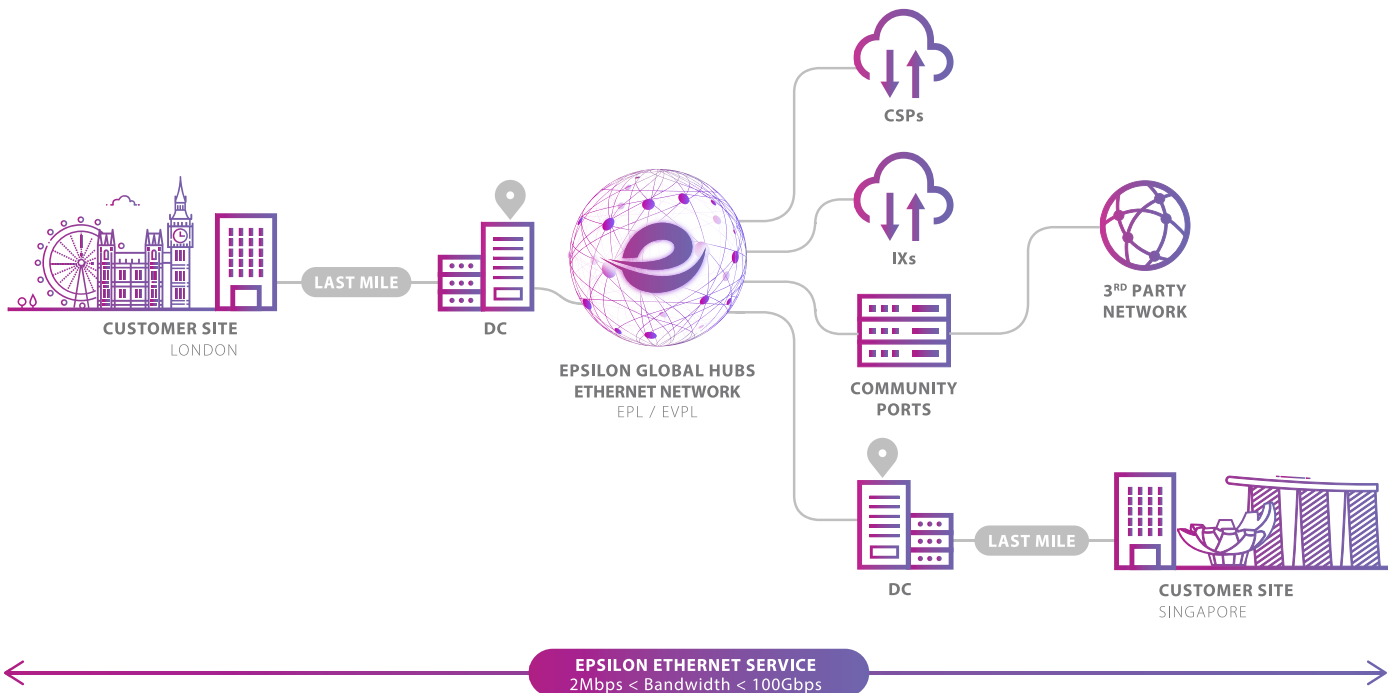 CSPs
IXs
LAST MILE
3RD PARTY
NETWORK
CUSTOMER SITE
LONDON
DC
EPSILON GLOBAL HUBS
ETHERNET NETWORK
EPL / EVPL
COMMUNITY
PORTS
LAST MILE
DC
CUSTOMER SITE
SINGAPORE
EPSILON ETHERNET SERVICE
2Mbps < Bandwidth < 100Gbps